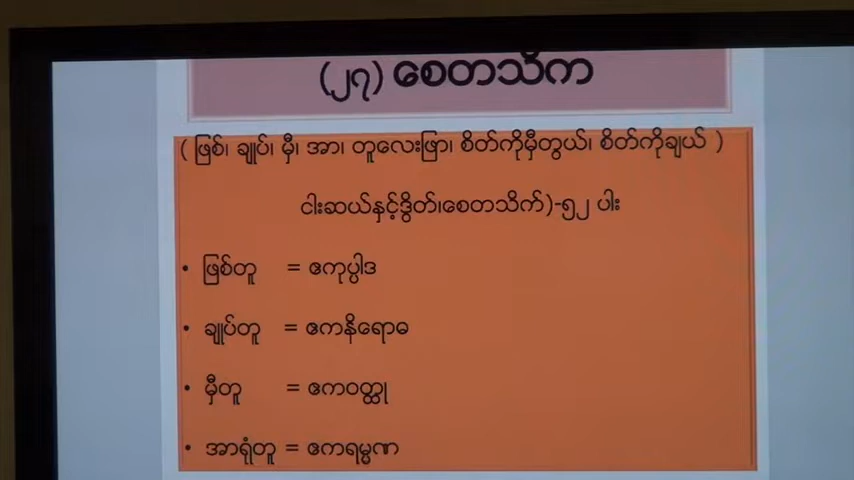 (၂၇) စေတသိက
( ဖြစ်၊ ချုပ်၊ မှီ၊ အာ၊ တူလေးဖြာ၊ စိတ်ကိုမှီတွယ်၊ စိတ်ကိုချယ် )
ငါးဆယ်နှင့်ဒွိတ်၊စေတသိက်)-၅၂ ပါး
• ဖြစ်တူ = ဧကုပ္ပါဒ
• ချုပ်တူ = ဧကနိရောဓ
• မှီတူ = ဧကဝတ္ထု
• အာရုံတူ = ဧကရမ္မဏ